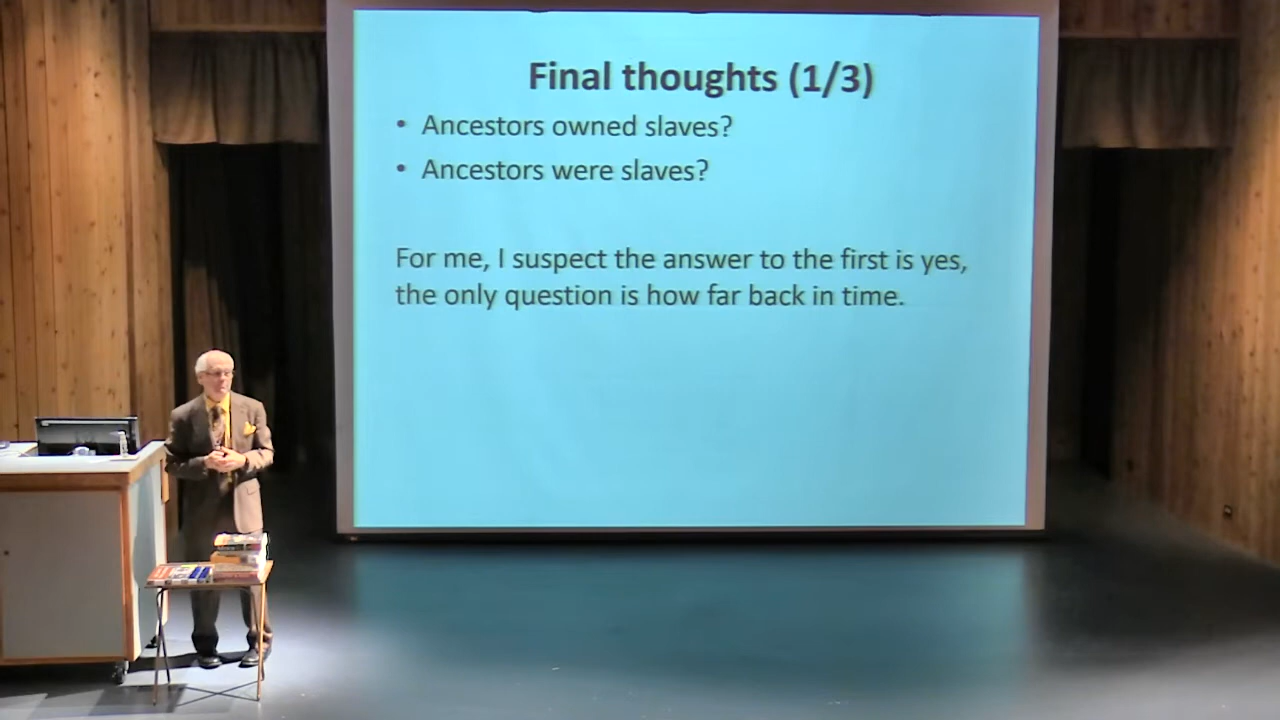 Final thoughts (1/3)
• Ancestors owned slaves?
• Ancestors were slaves?
For me, I suspect the answer to the first is yes,
the only question is how far back in time.